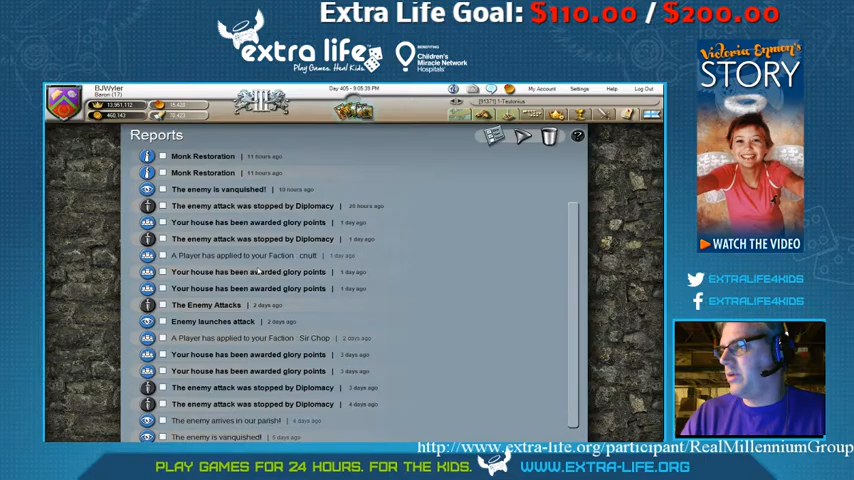 Extra Life Goal: $110.00 / $200.00
extra life
Play Games. Heal Kids.
BENEFITING
Children's
Miracle Network
Hospitals
Victoria Enmon's
STORY
WATCH THE VIDEO
BJWyler
Baron (17)
Day 405 - 9:05:39 PM
My Account
Settings
Help
Log Out
13,961,112
460,143
[91371] 1-Teutonius
Reports
Monk Restoration | 11 hours ago
Monk Restoration | 11 hours ago
The enemy is vanquished! | 19 hours ago
The enemy attack was stopped by Diplomacy | 20 hours ago
Your house has been awarded glory points | 1 day ago
The enemy attack was stopped by Diplomacy | 1 day ago
A Player has applied to your Faction : cnutt | 1 day ago
Your house has been awarded glory points | 1 day ago
Your house has been awarded glory points | 1 day ago
The Enemy Attacks | 2 days ago
Enemy launches attack | 2 days ago
A Player has applied to your Faction : Sir Chop | 2 days ago
Your house has been awarded glory points | 3 days ago
Your house has been awarded glory points | 3 days ago
The enemy attack was stopped by Diplomacy | 3 days ago
The enemy attack was stopped by Diplomacy | 4 days ago
The enemy arrives in our parish! | 4 days ago
The enemy is vanquished! | 5 days ago
EXTRALIFE4KIDS
EXTRALIFE4KIDS
http://www.extra-life.org/participant/RealMillenniumGroup
PLAY GAMES FOR 24 HOURS. FOR THE KIDS.
WWW.EXTRA-LIFE.ORG